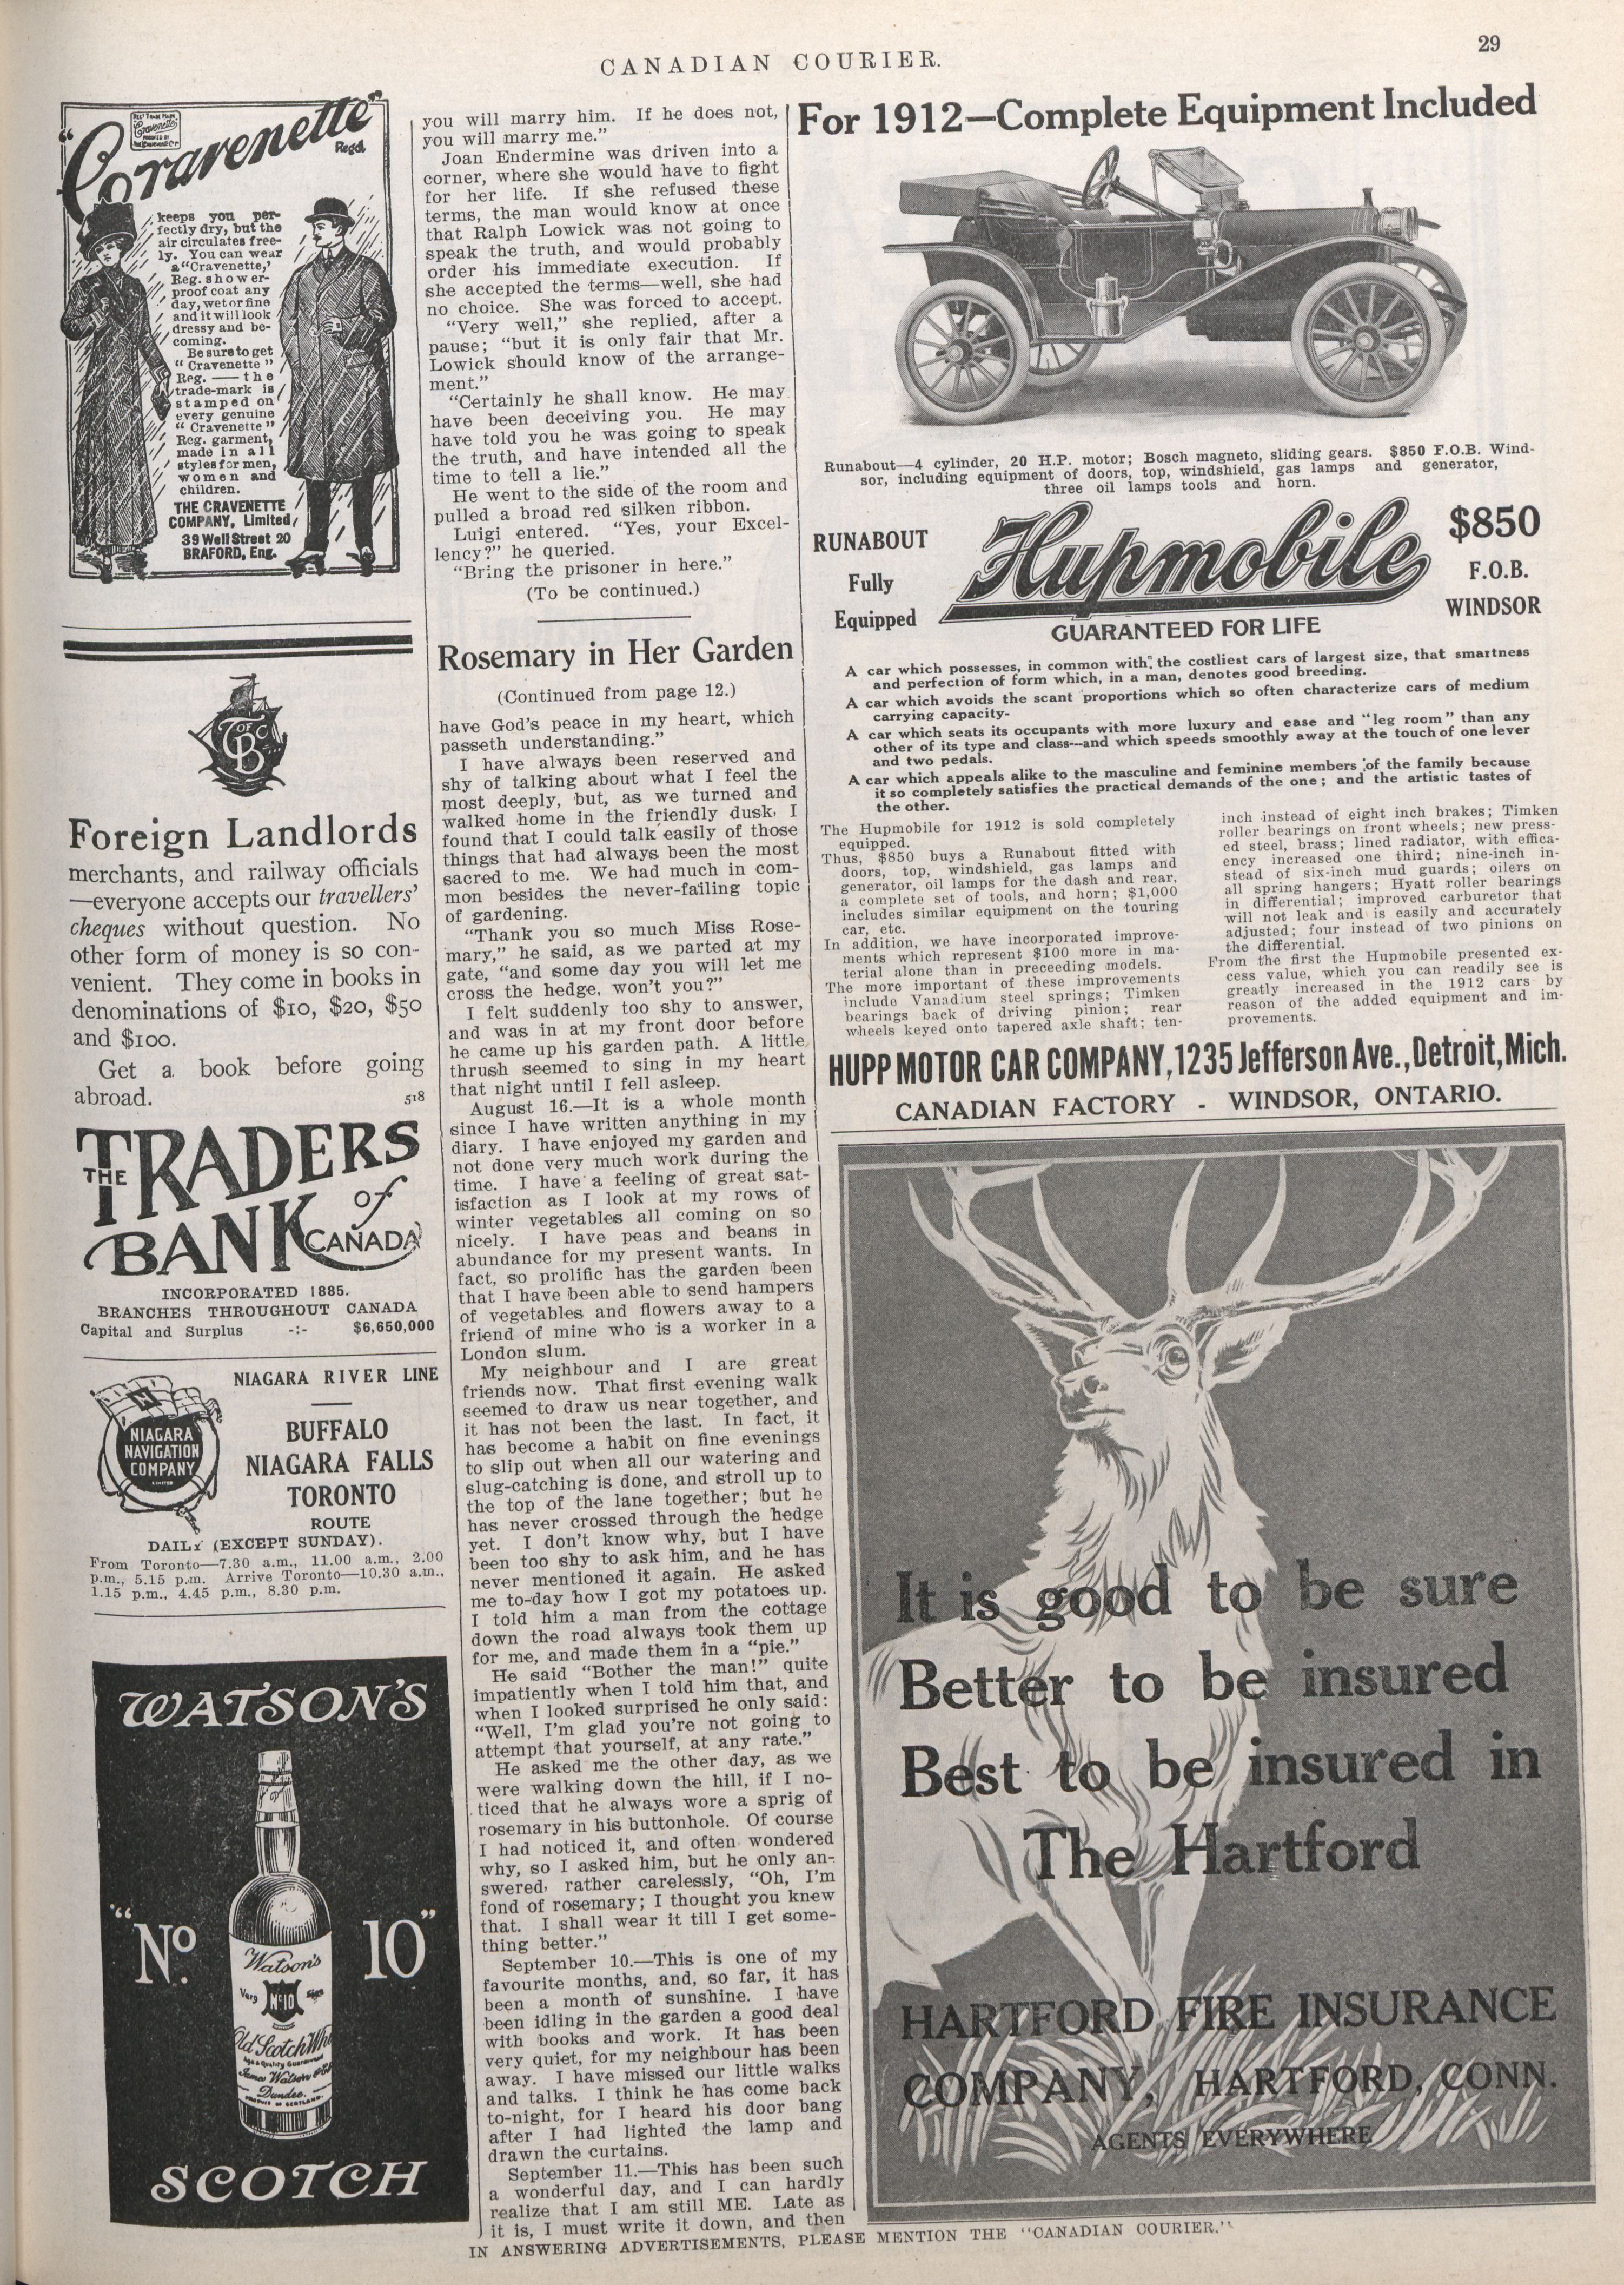 CANADIAN COURIER.
29
"Cravenette"
Regd.
REG'D TRADE MARK
Cravenette
PROOFED BY
THE Cravenette Co.
keeps you per-
fectly dry, but the
air circulates free-
ly. You can wear
a "Cravenette,'
Reg. shower-
proof coat any
day, wet or fine
and it will look
dressy and be-
coming.
Be sure to get
" Cravenette "
Reg. — the
trade-mark is
stamped on
every genuine
" Cravenette "
Reg. garment,
made in all
styles for men,
women and
children.
THE CRAVENETTE
COMPANY, Limited,
39 Well Street 20
BRAFORD, Eng.
T OF C
B
Foreign Landlords
merchants, and railway officials
—everyone accepts our travellers'
cheques without question. No
other form of money is so con-
venient. They come in books in
denominations of $10, $20, $50
and $100.
Get a book before going
abroad. 518
THE TRADERS
BANK of
CANADA
INCORPORATED 1885.
BRANCHES THROUGHOUT CANADA
Capital and Surplus -:- $6,650,000
NIAGARA
NAVIGATION
COMPANY
LIMITED
NIAGARA RIVER LINE
BUFFALO
NIAGARA FALLS
TORONTO
ROUTE
DAILY (EXCEPT SUNDAY).
From Toronto—7.30 a.m., 11.00 a.m., 2.00
p.m., 5.15 p.m. Arrive Toronto—10.30 a.m.,
1.15 p.m., 4.45 p.m., 8.30 p.m.
WATSON'S
"No. 10"
Watson's
Very No 10
Old Scotch Whi
Age & Quality Guaranteed
James Watson & Co
Dundee.
PRODUCE OF SCOTLAND.
SCOTCH
you will marry him. If he does not,
you will marry me."
Joan Endermine was driven into a
corner, where she would have to fight
for her life. If she refused these
terms, the man would know at once
that Ralph Lowick was not going to
speak the truth, and would probably
order his immediate execution. If
she accepted the terms—well, she had
no choice. She was forced to accept.
"Very well," she replied, after a
pause; "but it is only fair that Mr.
Lowick should know of the arrange-
ment."
"Certainly he shall know. He may
have been deceiving you. He may
have told you he was going to speak
the truth, and have intended all the
time to tell a lie."
He went to the side of the room and
pulled a broad red silken ribbon.
Luigi entered. "Yes, your Excel-
lency?" he queried.
"Bring the prisoner in here."
(To be continued.)
Rosemary in Her Garden
(Continued from page 12.)
have God's peace in my heart, which
passeth understanding."
I have always been reserved and
shy of talking about what I feel the
most deeply, but, as we turned and
walked home in the friendly dusk, I
found that I could talk easily of those
things that had always been the most
sacred to me. We had much in com-
mon besides the never-failing topic
of gardening.
"Thank you so much Miss Rose-
mary," he said, as we parted at my
gate, "and some day you will let me
cross the hedge, won't you?"
I felt suddenly too shy to answer,
and was in at my front door before
he came up his garden path. A little
thrush seemed to sing in my heart
that night until I fell asleep.
August 16.—It is a whole month
since I have written anything in my
diary. I have enjoyed my garden and
not done very much work during the
time. I have a feeling of great sat-
isfaction as I look at my rows of
winter vegetables all coming on so
nicely. I have peas and beans in
abundance for my present wants. In
fact, so prolific has the garden been
that I have been able to send hampers
of vegetables and flowers away to a
friend of mine who is a worker in a
London slum.
My neighbour and I are great
friends now. That first evening walk
seemed to draw us near together, and
it has not been the last. In fact, it
has become a habit on fine evenings
to slip out when all our watering and
slug-catching is done, and stroll up to
the top of the lane together; but he
has never crossed through the hedge
yet. I don't know why, but I have
been too shy to ask him, and he has
never mentioned it again. He asked
me to-day how I got my potatoes up.
I told him a man from the cottage
down the road always took them up
for me, and made them in a "pie."
He said "Bother the man!" quite
impatiently when I told him that, and
when I looked surprised he only said:
"Well, I'm glad you're not going to
attempt that yourself, at any rate."
He asked me the other day, as we
were walking down the hill, if I no-
ticed that he always wore a sprig of
rosemary in his buttonhole. Of course
I had noticed it, and often wondered
why, so I asked him, but he only an-
swered, rather carelessly, "Oh, I'm
fond of rosemary; I thought you knew
that. I shall wear it till I get some-
thing better."
September 10.—This is one of my
favourite months, and, so far, it has
been a month of sunshine. I have
been idling in the garden a good deal
with books and work. It has been
very quiet, for my neighbour has been
away. I have missed our little walks
and talks. I think he has come back
to-night, for I heard his door bang
after I had lighted the lamp and
drawn the curtains.
September 11.—This has been such
a wonderful day, and I can hardly
realize that I am still ME. Late as
it is, I must write it down, and then
For 1912—Complete Equipment Included
Runabout—4 cylinder, 20 H.P. motor; Bosch magneto, sliding gears. $850 F.O.B. Wind-
sor, including equipment of doors, top, windshield, gas lamps and generator,
three oil lamps tools and horn.
RUNABOUT
Fully
Equipped
Hupmobile
GUARANTEED FOR LIFE
$850
F.O.B.
WINDSOR
A car which possesses, in common with, the costliest cars of largest size, that smartness
and perfection of form which, in a man, denotes good breeding.
A car which avoids the scant proportions which so often characterize cars of medium
carrying capacity-
A car which seats its occupants with more luxury and ease and "leg room" than any
other of its type and class---and which speeds smoothly away at the touch of one lever
and two pedals.
A car which appeals alike to the masculine and feminine members of the family because
it so completely satisfies the practical demands of the one; and the artistic tastes of
the other.
The Hupmobile for 1912 is sold completely
equipped.
Thus, $850 buys a Runabout fitted with
doors, top, windshield, gas lamps and
generator, oil lamps for the dash and rear,
a complete set of tools, and horn; $1,000
includes similar equipment on the touring
car, etc.
In addition, we have incorporated improve-
ments which represent $100 more in ma-
terial alone than in preceeding models.
The more important of these improvements
include Vanadium steel springs; Timken
bearings back of driving pinion; rear
wheels keyed onto tapered axle shaft; ten-
inch instead of eight inch brakes; Timken
roller bearings on front wheels; new press-
ed steel, brass; lined radiator, with effica-
ency increased one third; nine-inch in-
stead of six-inch mud guards; oilers on
all spring hangers; Hyatt roller bearings
in differential; improved carburetor that
will not leak and is easily and accurately
adjusted; four instead of two pinions on
the differential.
From the first the Hupmobile presented ex-
cess value, which you can readily see is
greatly increased in the 1912 cars by
reason of the added equipment and im-
provements.
HUPP MOTOR CAR COMPANY, 1235 Jefferson Ave., Detroit, Mich.
CANADIAN FACTORY - WINDSOR, ONTARIO.
It is good to be sure
Better to be insured
Best to be insured in
The Hartford
HARTFORD FIRE INSURANCE
COMPANY, HARTFORD, CONN.
AGENTS EVERYWHERE
IN ANSWERING ADVERTISEMENTS, PLEASE MENTION THE "CANADIAN COURIER."